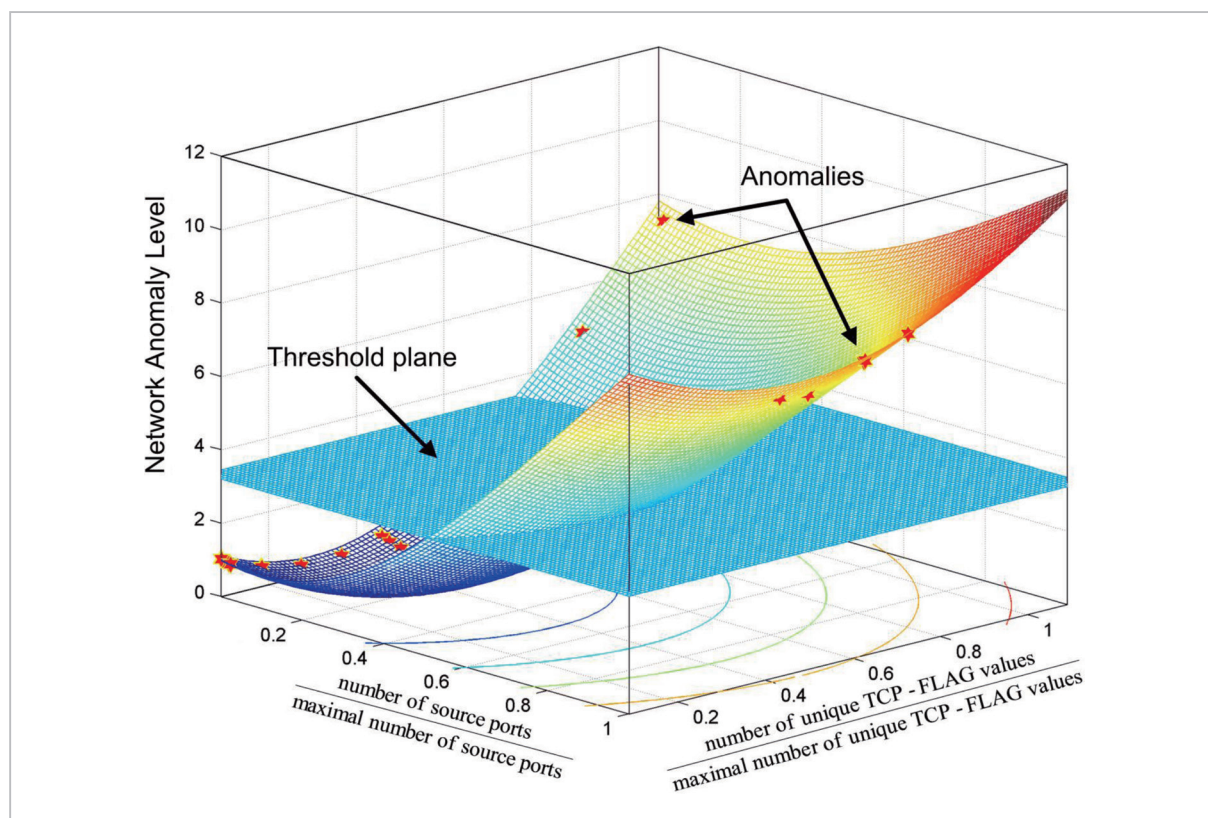 Anomalies
Threshold plane
Network Anomaly Level
12
10
8
6
4
2
0
0.2
0.4
0.6
0.8
1
number of source ports
maximal number of source ports
0.2
0.4
0.6
0.8
1
number of unique TCP - FLAG values
maximal number of unique TCP - FLAG values